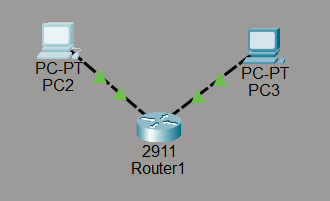 PC-PT
PC2
PC-PT
PC3
2911
Router1